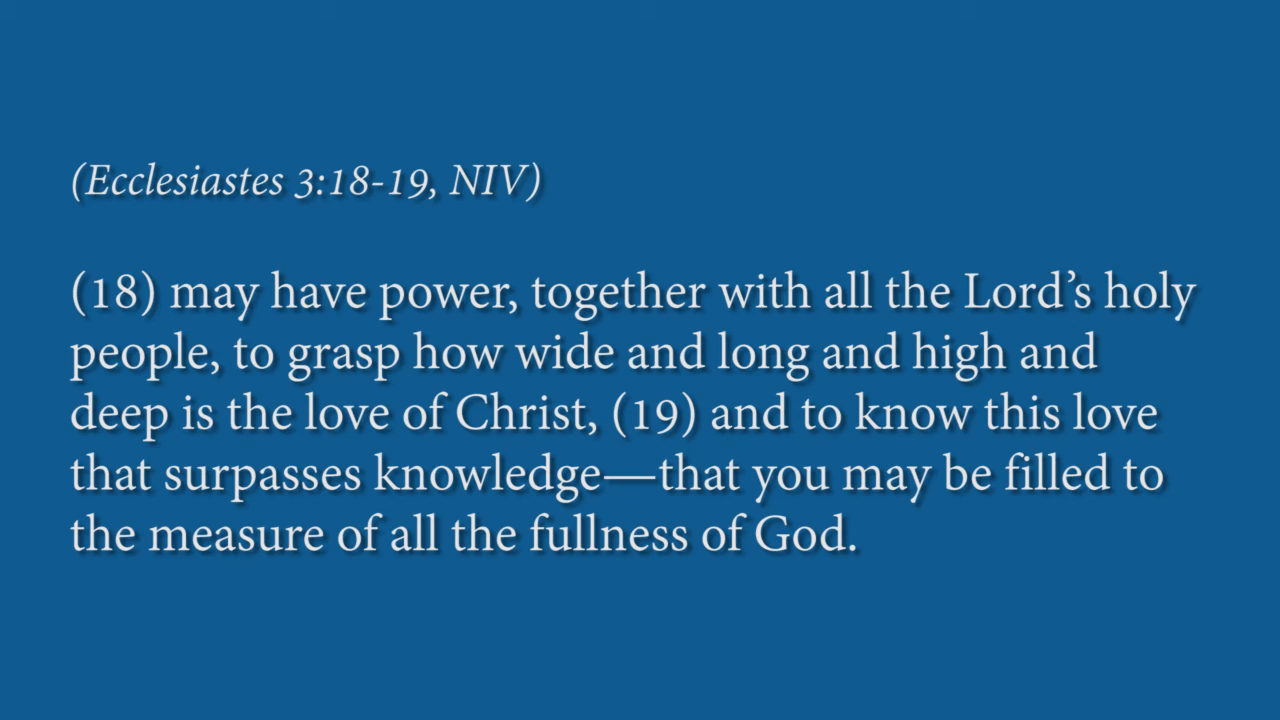 (Ecclesiastes 3:18-19, NIV)
(18) may have power, together with all the Lord’s holy
people, to grasp how wide and long and high and
deep is the love of Christ, (19) and to know this love
that surpasses knowledge—that you may be filled to
the measure of all the fullness of God.